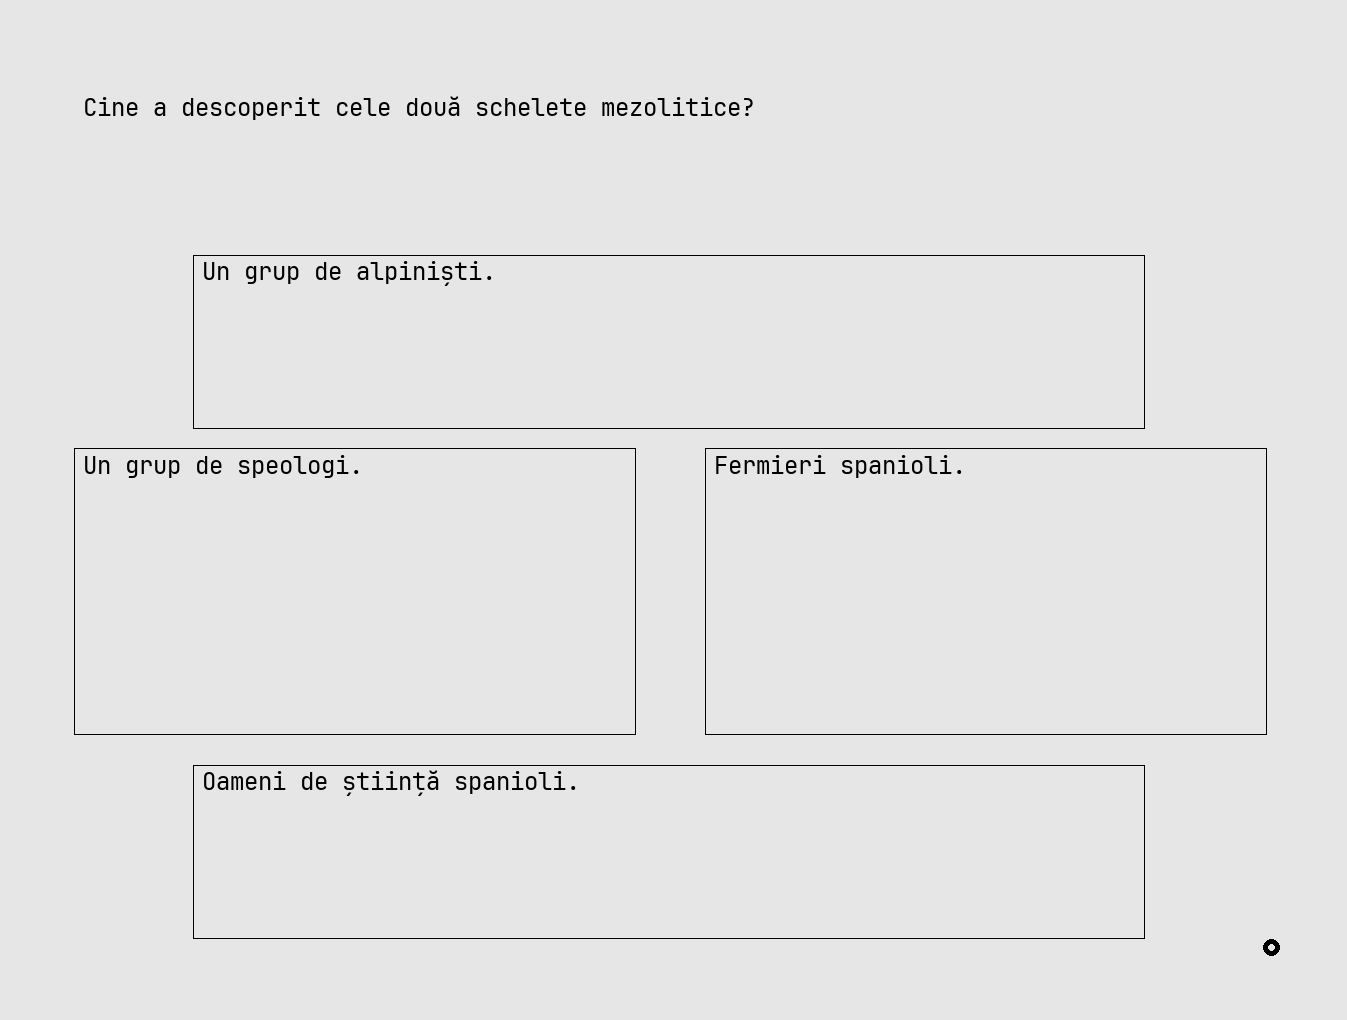 Cine a descoperit cele două schelete mezolitice?
Un grup de alpiniști.
Un grup de speologi.
Fermieri spanioli.
Oameni de știință spanioli.